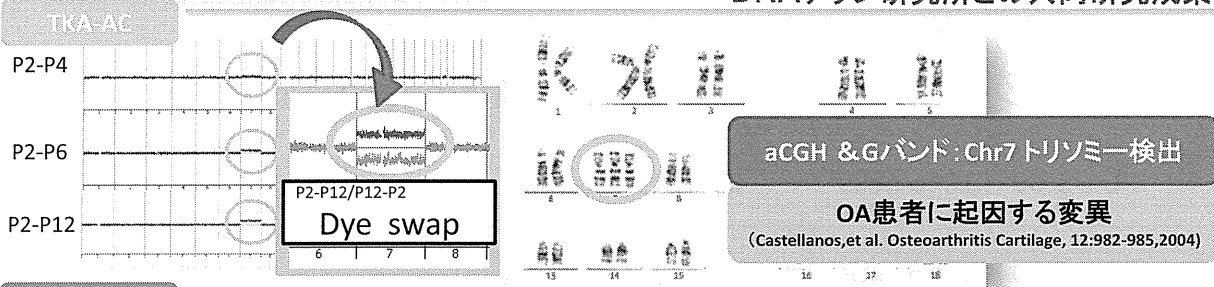 TKA-AC
P2-P4
P2-P6
P2-P12
P2-P12/P12-P2
Dye swap
6 7 8
1 2 3 4 5
6 7 8
aCGH &Gバンド:Chr7トリソミー検出
OA患者に起因する変異
(Castellanos,et al. Osteoarthritis Cartilage, 12:982-985,2004)
13 14 15 16 17 18